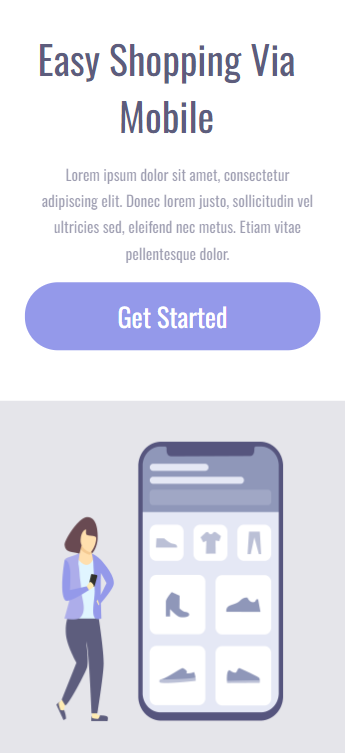 Easy Shopping Via
Mobile
Lorem ipsum dolor sit amet, consectetur
adipiscing elit. Donec lorem justo, sollicitudin vel
ultricies sed, eleifend nec metus. Etiam vitae
pellentesque dolor.
Get Started